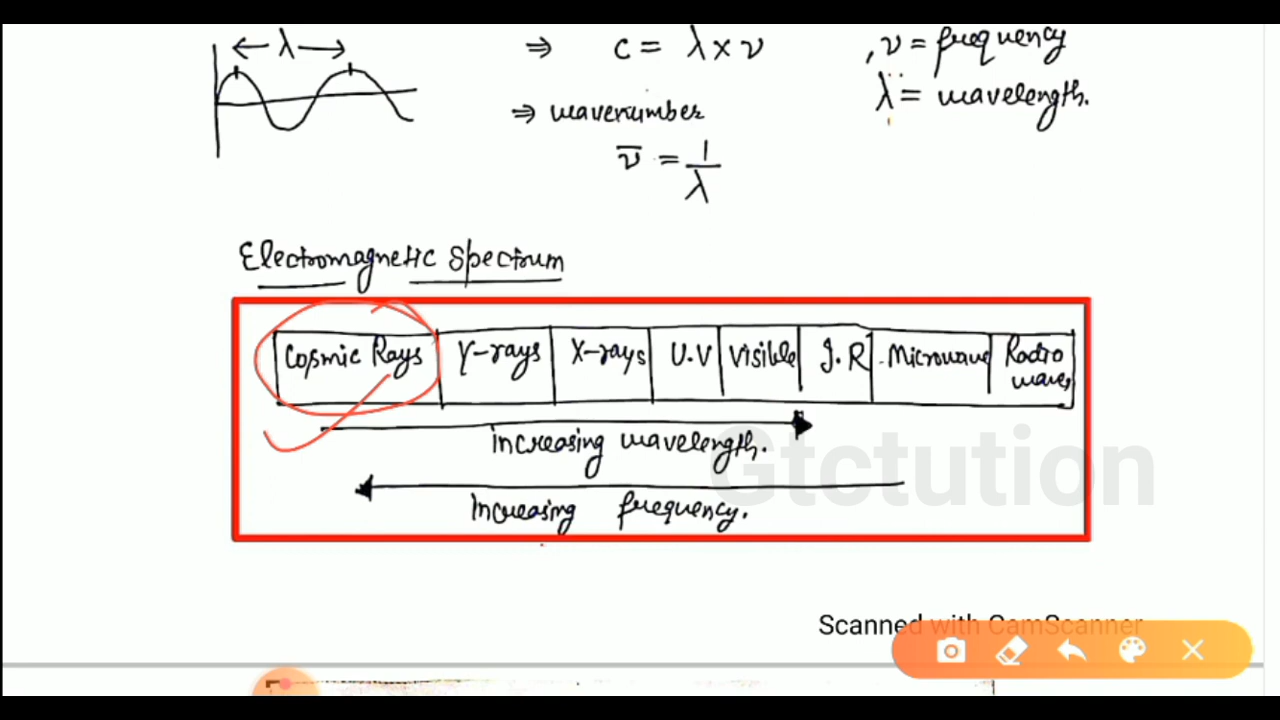 ← λ →
⇒ c = λ × ν
, ν = frequency
λ = wavelength.
⇒ wavenumber
ν̅ = 1/λ
Electromagnetic Spectrum
Cosmic Rays γ-rays X-rays U.V Visible I.R Microwave Radio waves
increasing wavelength.
Increasing frequency.
Gtctution
Scanned with CamScanner